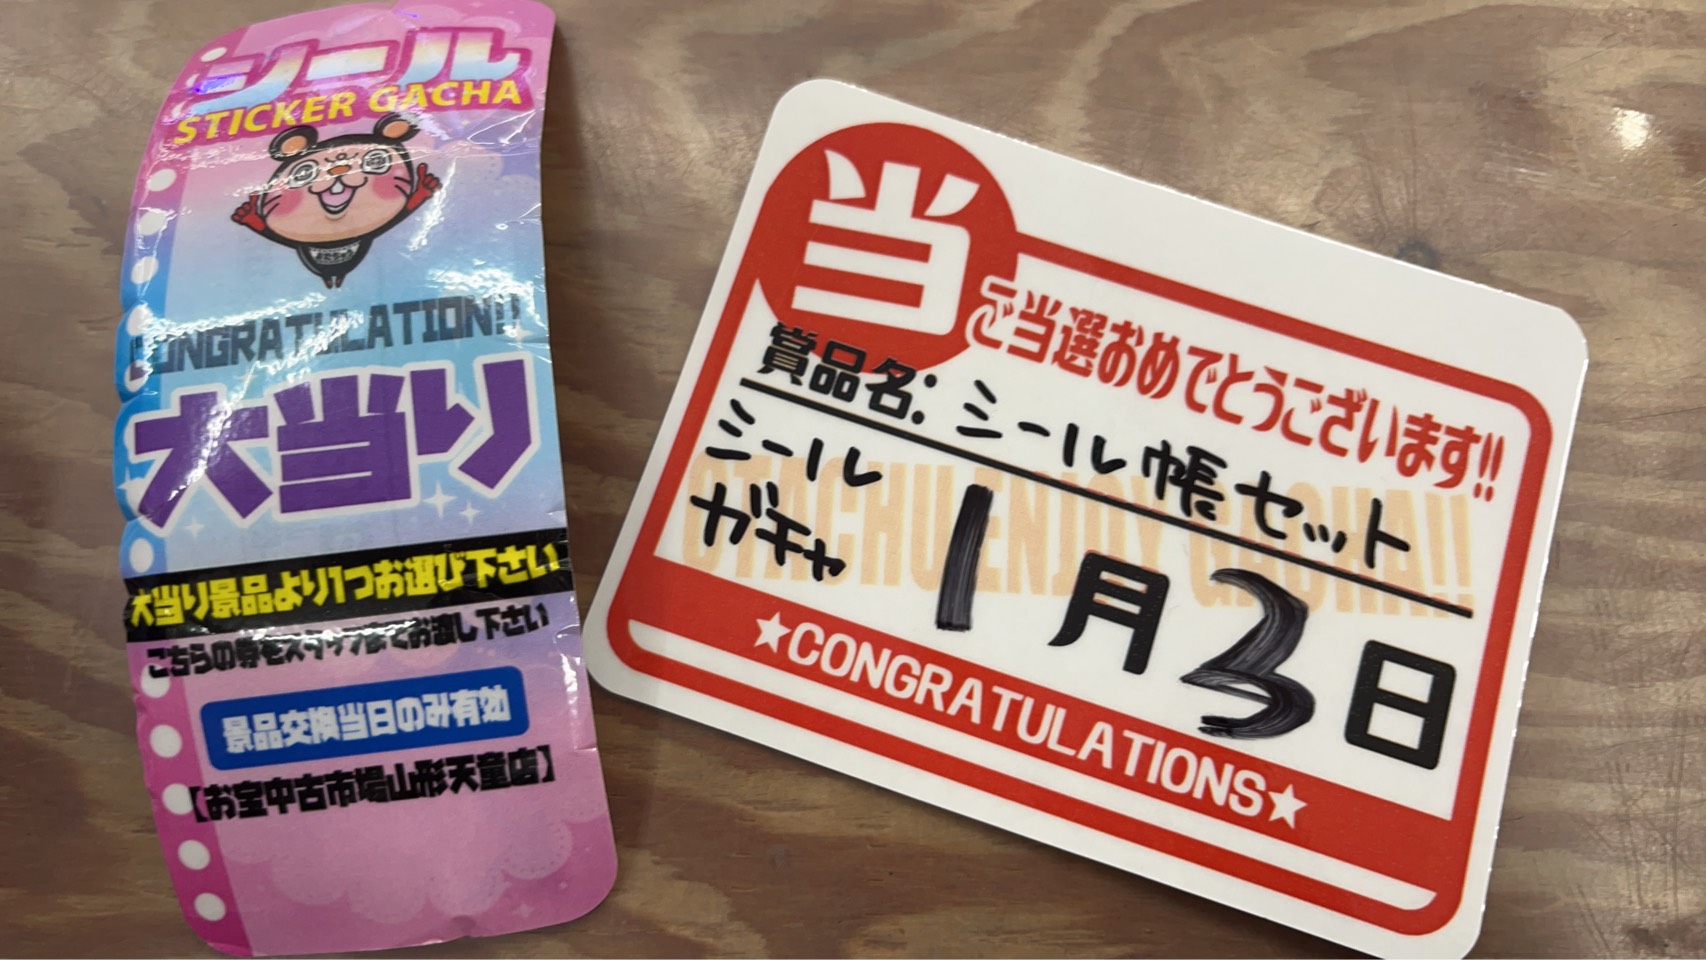 シール
STICKER GACHA
CONGRATULATION!!
大当り
大当り景品より1つお選び下さい
こちらの券をスタッフまでお渡し下さい
景品交換当日のみ有効
【お宝中古市場山形天童店】
当
ご当選おめでとうございます!!
賞品名: シール帳セット
シール
ガチャ
1月3日
OTACHU ENJOY GACHA!!
★CONGRATULATIONS★